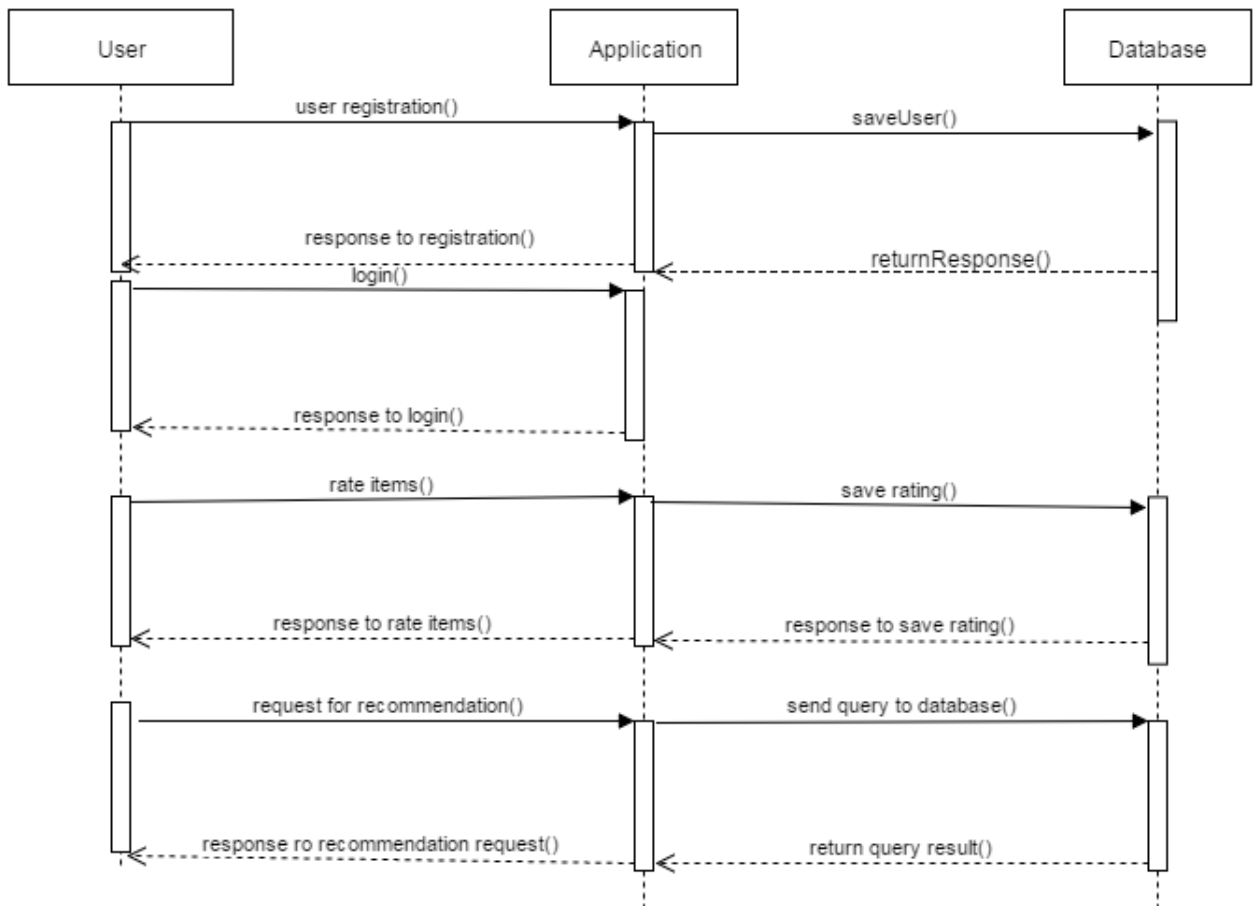 User
Application
Database
user registration()
saveUser()
response to registration()
returnResponse()
login()
response to login()
rate items()
save rating()
response to rate items()
response to save rating()
request for recommendation()
send query to database()
response ro recommendation request()
return query result()